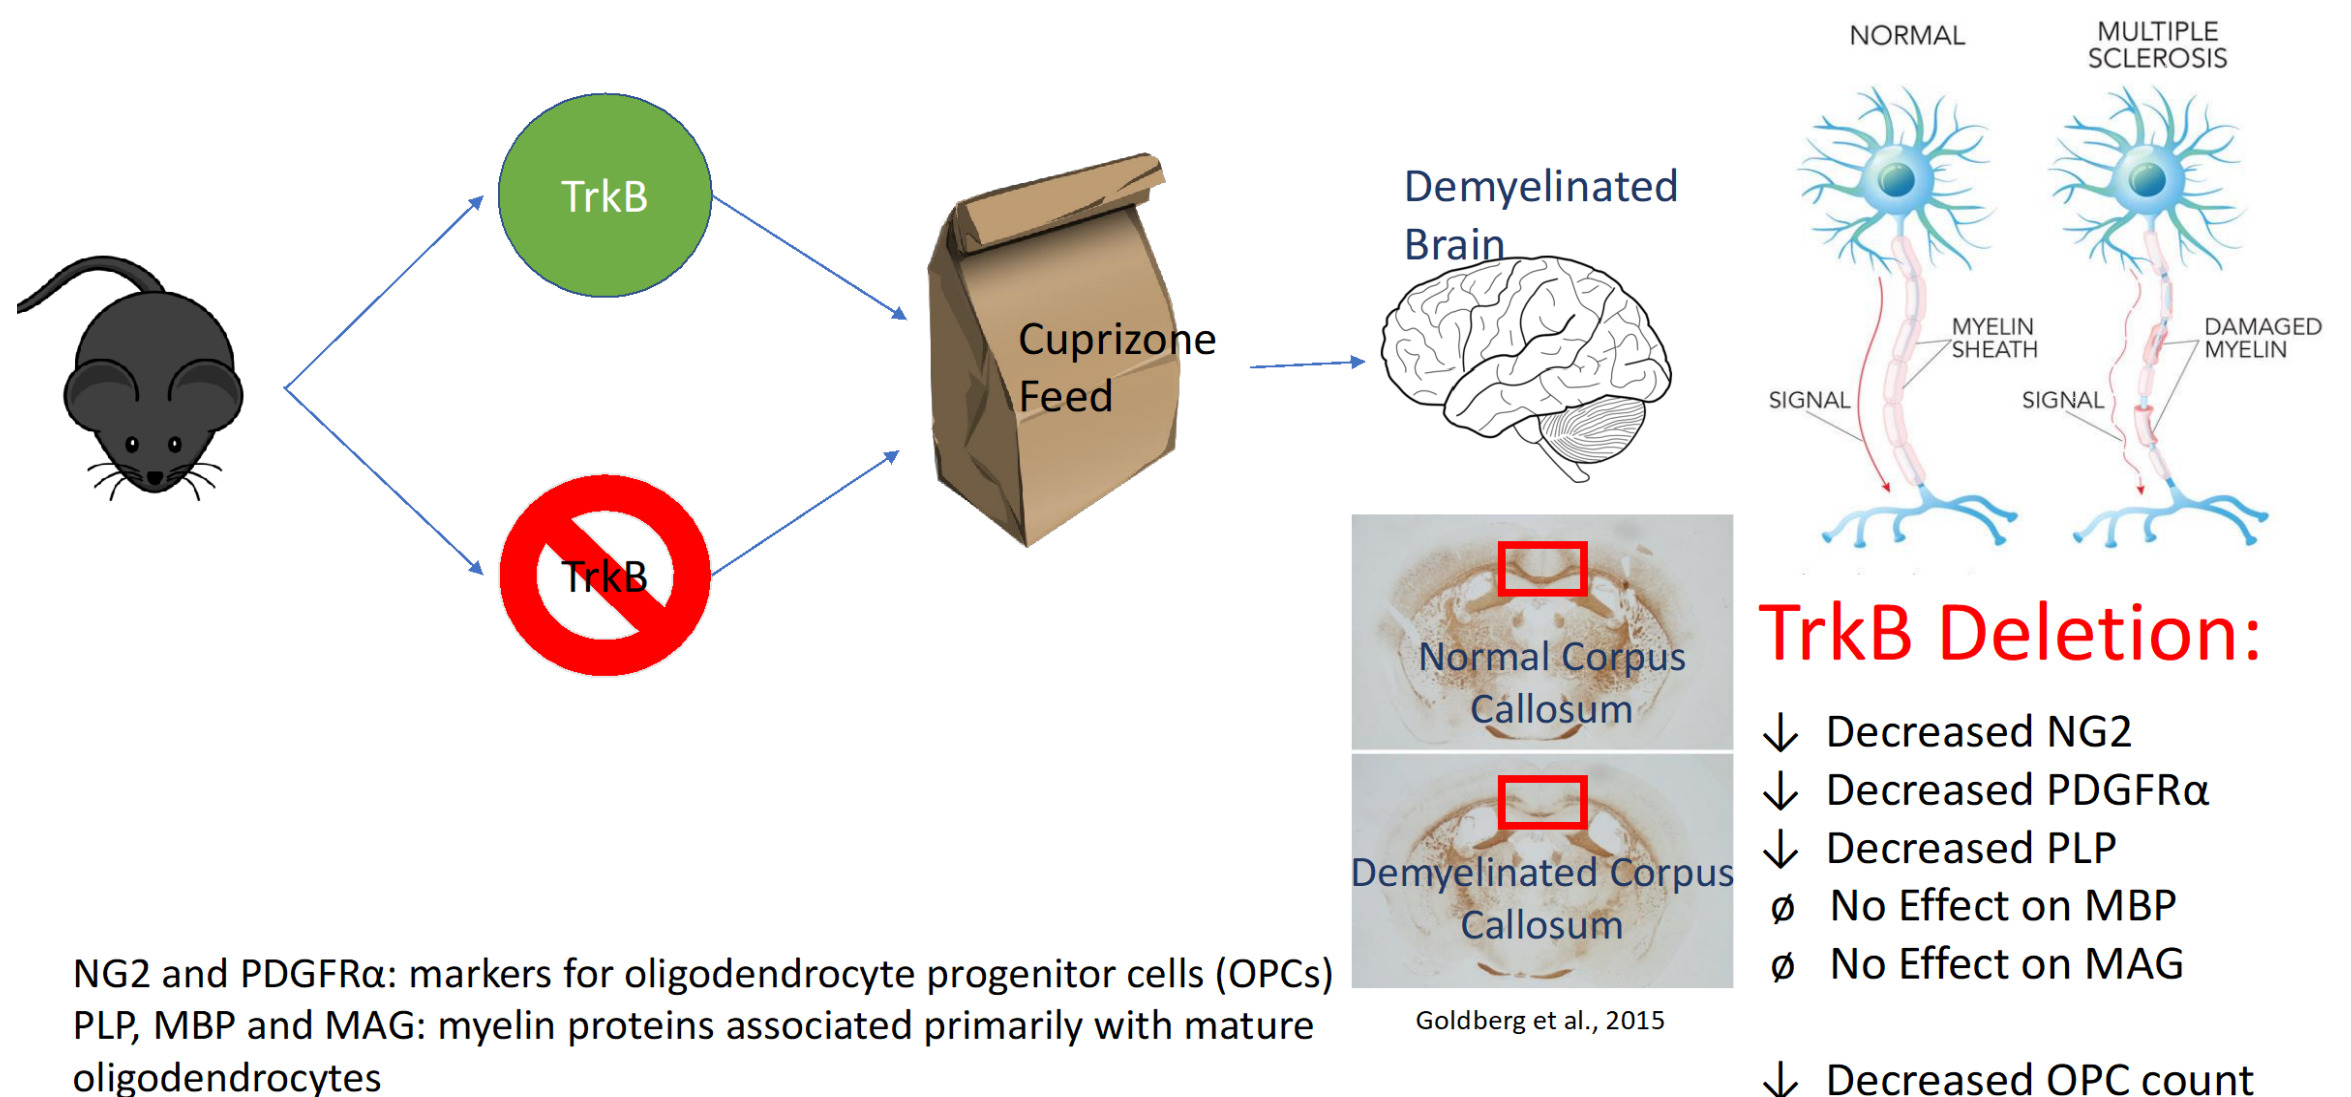 TrkB
TrkB
Cuprizone
Feed
Demyelinated
Brain
NORMAL
MULTIPLE
SCLEROSIS
MYELIN
SHEATH
SIGNAL
DAMAGED
MYELIN
SIGNAL
Normal Corpus
Callosum
Demyelinated Corpus
Callosum
Goldberg et al., 2015
TrkB Deletion:
↓ Decreased NG2
↓ Decreased PDGFRα
↓ Decreased PLP
ø No Effect on MBP
ø No Effect on MAG
↓ Decreased OPC count
NG2 and PDGFRα: markers for oligodendrocyte progenitor cells (OPCs)
PLP, MBP and MAG: myelin proteins associated primarily with mature
oligodendrocytes